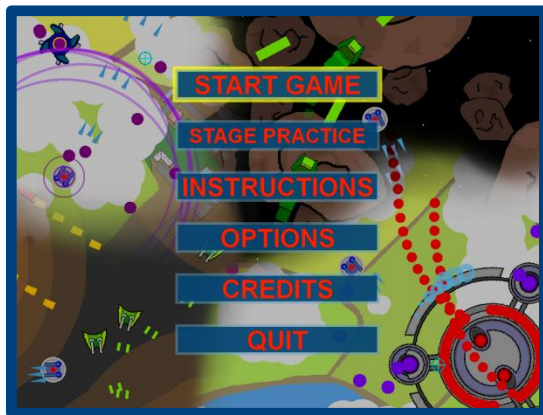 START GAME
STAGE PRACTICE
INSTRUCTIONS
OPTIONS
CREDITS
QUIT